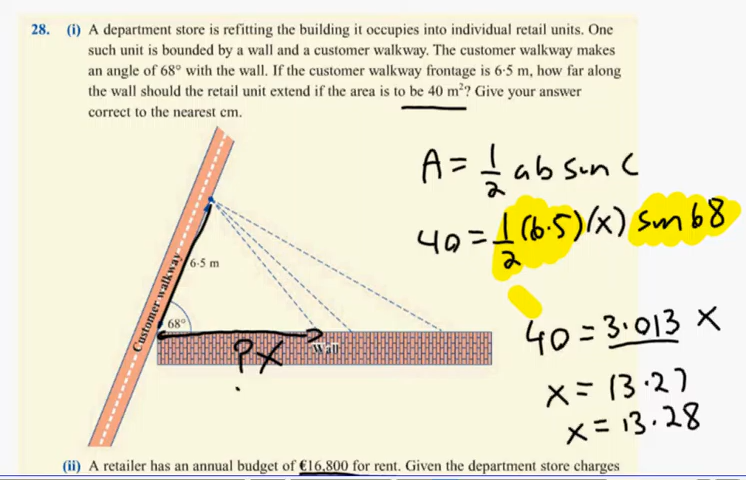 28. (i) A department store is refitting the building it occupies into individual retail units. One
such unit is bounded by a wall and a customer walkway. The customer walkway makes
an angle of 68° with the wall. If the customer walkway frontage is 6·5 m, how far along
the wall should the retail unit extend if the area is to be 40 m²? Give your answer
correct to the nearest cm.
A = 1/2 ab sin C
40 = 1/2 (6.5)(x) sin 68
Customer walkway
6·5 m
68°
Wall
? x
40 = 3.013 x
x = 13.27
x = 13.28
(ii) A retailer has an annual budget of €16,800 for rent. Given the department store charges